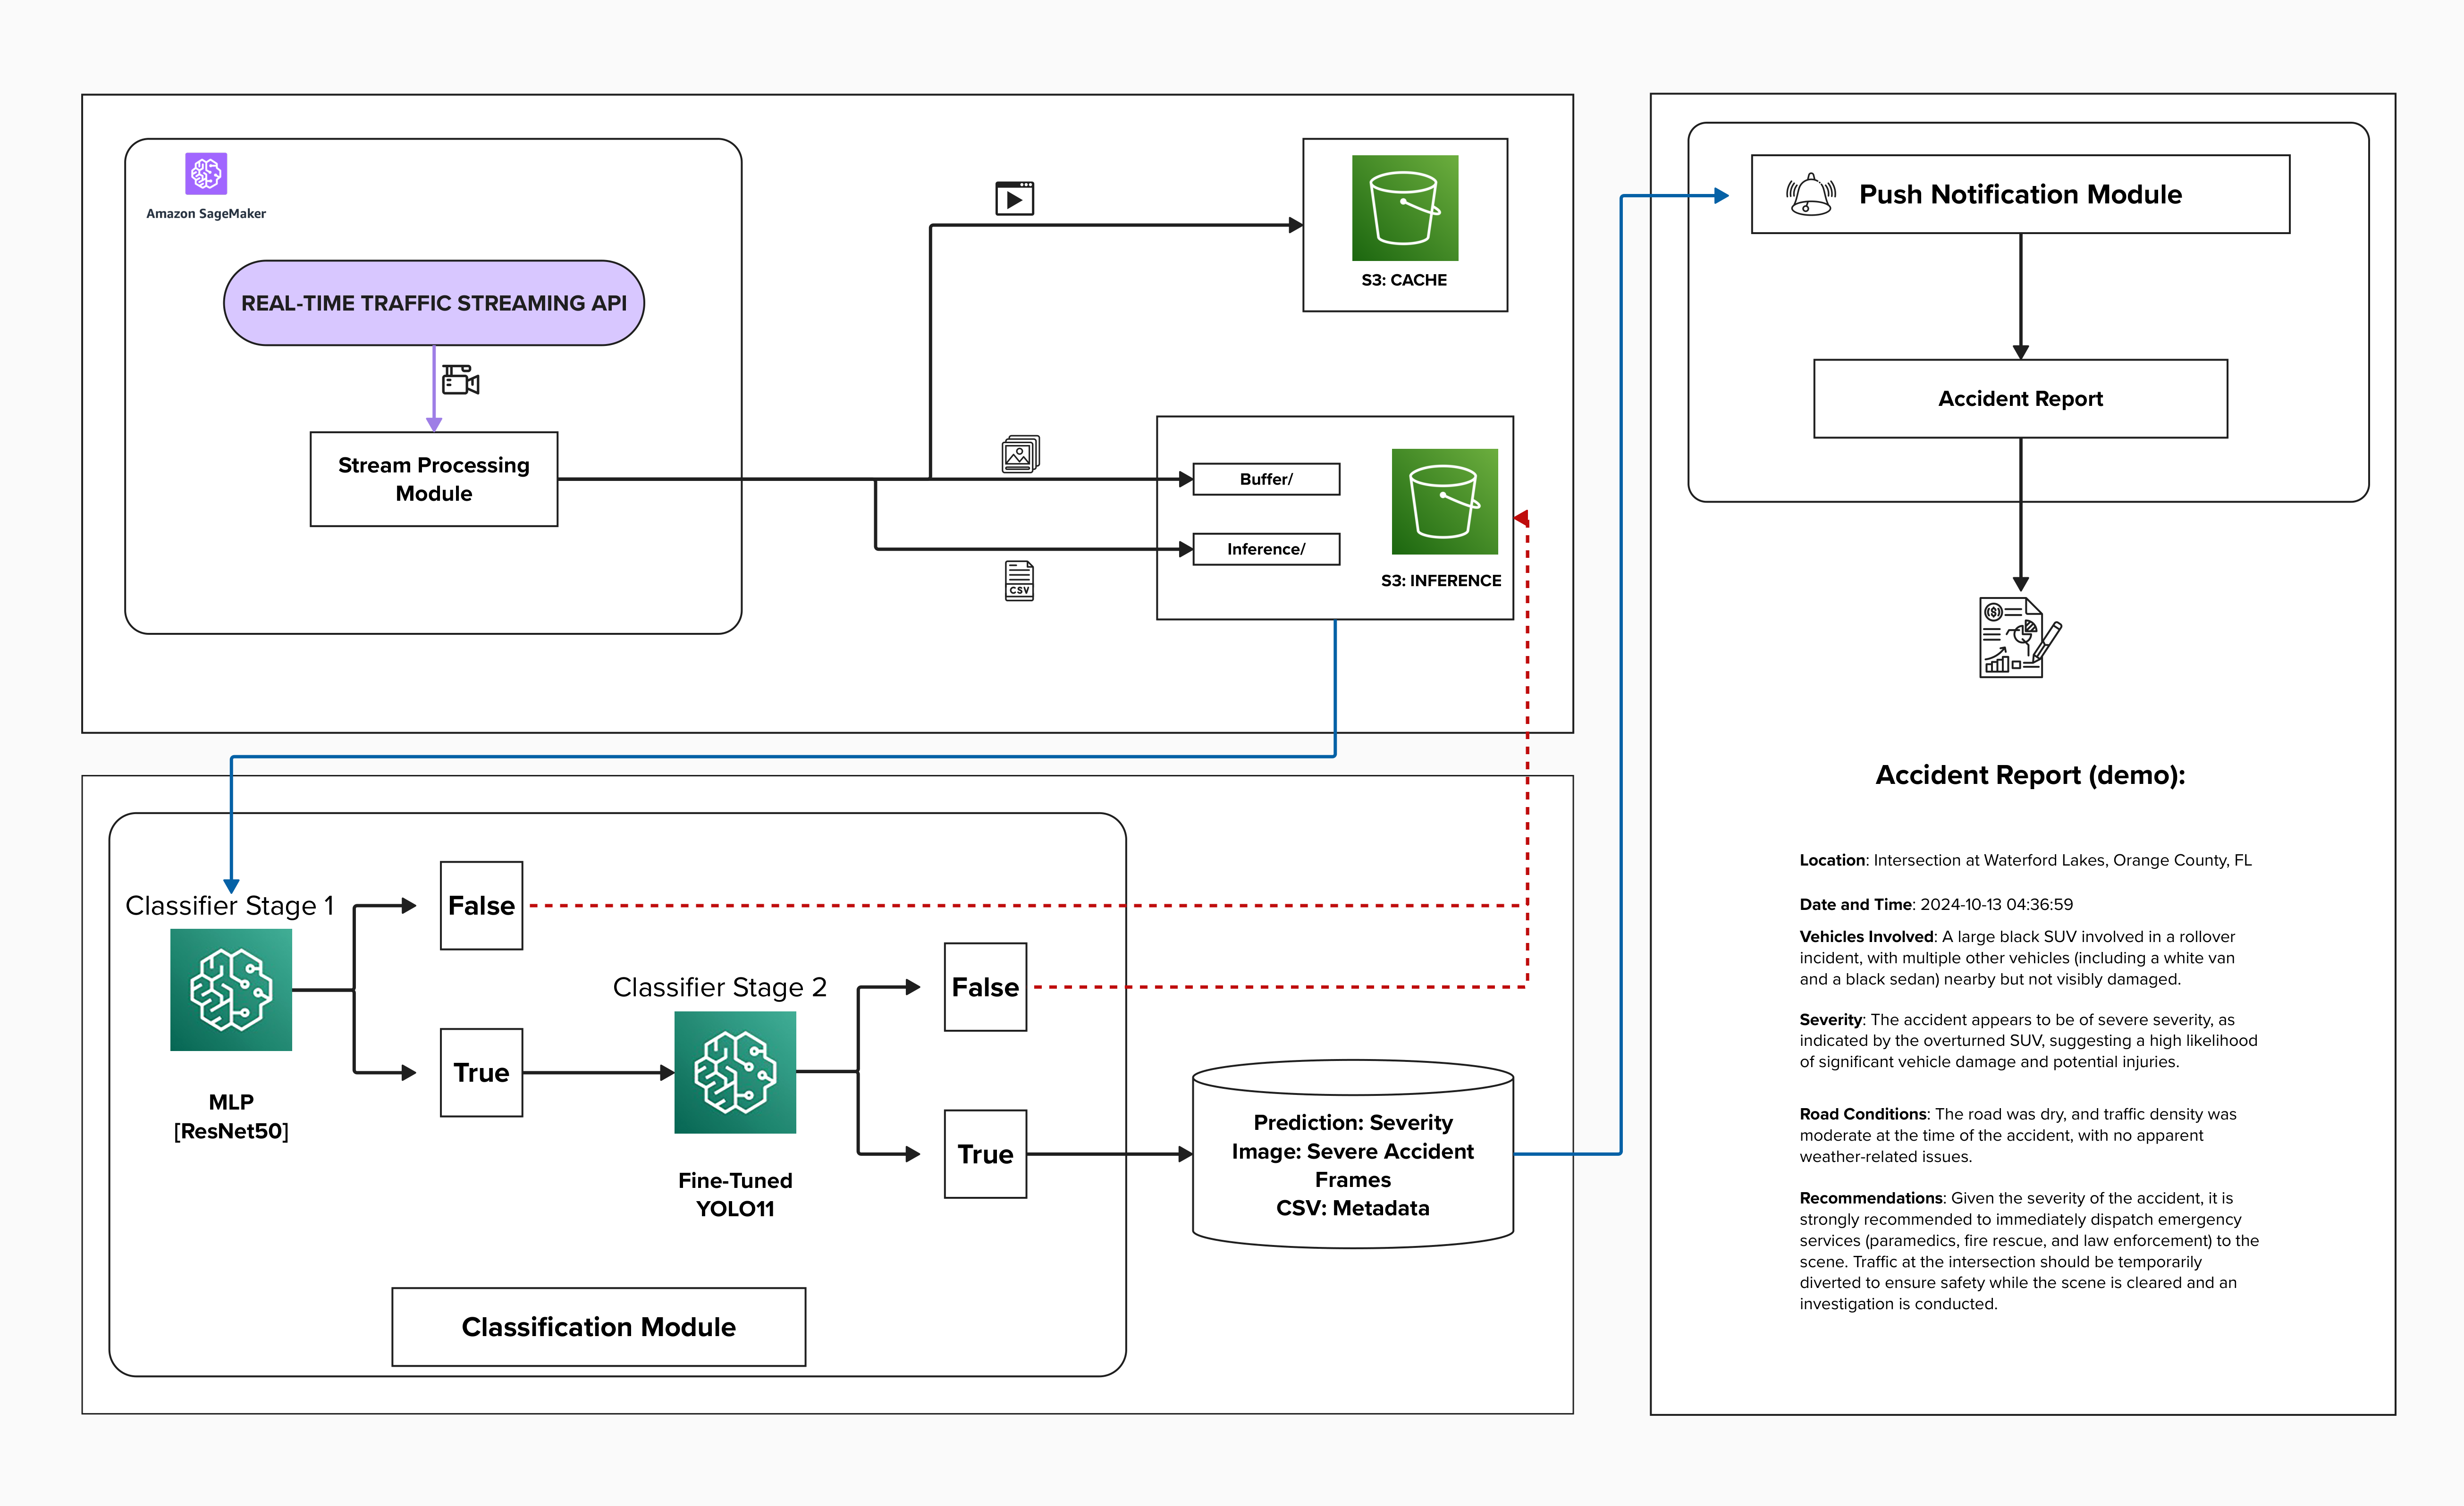 Amazon SageMaker
REAL-TIME TRAFFIC STREAMING API
Stream Processing
Module
S3: CACHE
Buffer/
Inference/
CSV
S3: INFERENCE
Classifier Stage 1
MLP
[ResNet50]
False
True
Classifier Stage 2
Fine-Tuned
YOLO11
False
True
Prediction: Severity
Image: Severe Accident
Frames
CSV: Metadata
Classification Module
Push Notification Module
Accident Report
($)
Accident Report (demo):
Location: Intersection at Waterford Lakes, Orange County, FL
Date and Time: 2024-10-13 04:36:59
Vehicles Involved: A large black SUV involved in a rollover
incident, with multiple other vehicles (including a white van
and a black sedan) nearby but not visibly damaged.
Severity: The accident appears to be of severe severity, as
indicated by the overturned SUV, suggesting a high likelihood
of significant vehicle damage and potential injuries.
Road Conditions: The road was dry, and traffic density was
moderate at the time of the accident, with no apparent
weather-related issues.
Recommendations: Given the severity of the accident, it is
strongly recommended to immediately dispatch emergency
services (paramedics, fire rescue, and law enforcement) to the
scene. Traffic at the intersection should be temporarily
diverted to ensure safety while the scene is cleared and an
investigation is conducted.